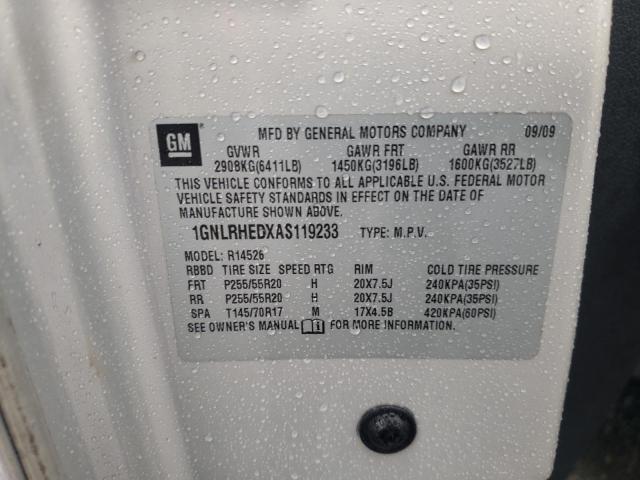 GM
MFD BY GENERAL MOTORS COMPANY 09/09
GVWR GAWR FRT GAWR RR
2908KG(6411LB) 1450KG(3196LB) 1600KG(3527LB)
THIS VEHICLE CONFORMS TO ALL APPLICABLE U.S. FEDERAL MOTOR
VEHICLE SAFETY STANDARDS IN EFFECT ON THE DATE OF
MANUFACTURE SHOWN ABOVE.
1GNLRHEDXAS119233 TYPE: M.P.V.
MODEL: R14526
RBBD TIRE SIZE SPEED RTG RIM COLD TIRE PRESSURE
FRT P255/55R20 H 20X7.5J 240KPA(35PSI)
RR P255/55R20 H 20X7.5J 240KPA(35PSI)
SPA T145/70R17 M 17X4.5B 420KPA(60PSI)
SEE OWNER'S MANUAL FOR MORE INFORMATION.